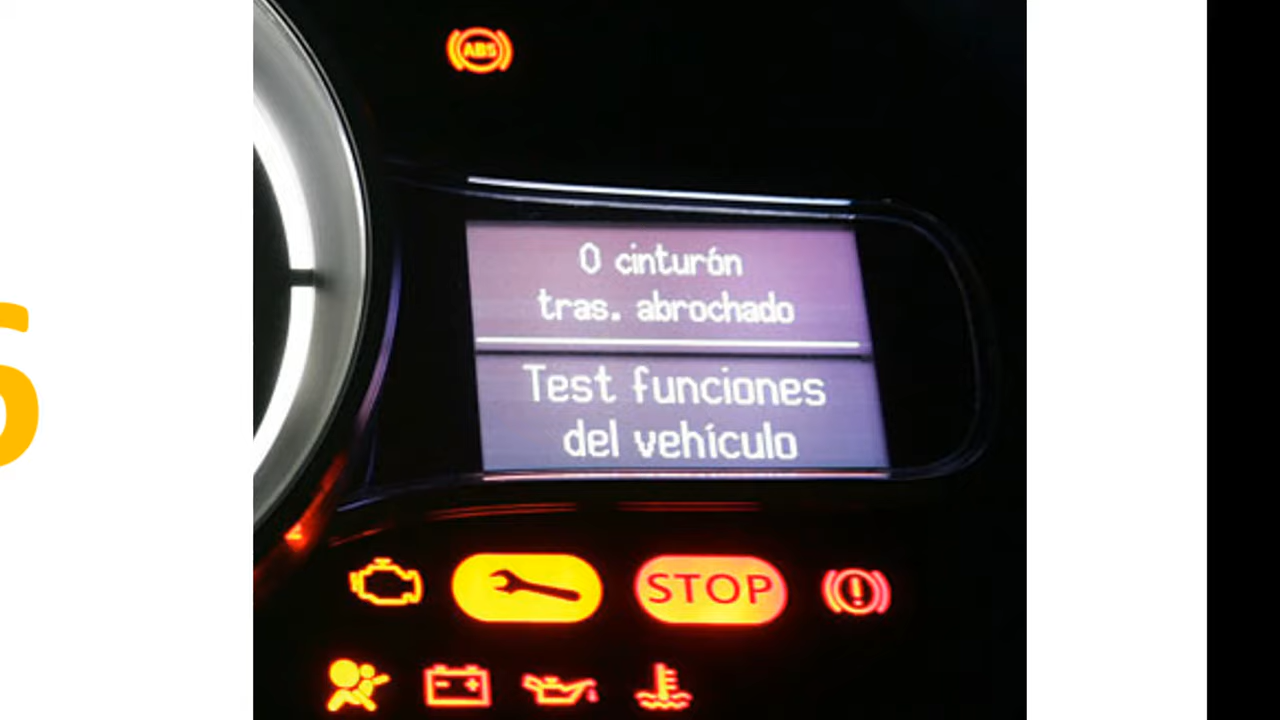 ABS
0 cinturón
tras. abrochado
Test funciones
del vehículo
STOP